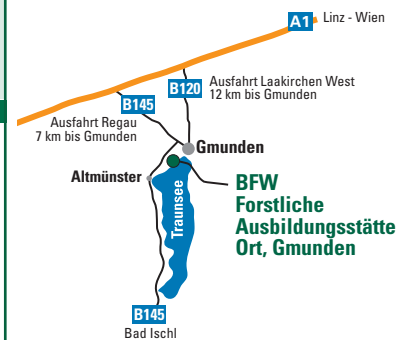 A1 Linz - Wien
B120 Ausfahrt Laakirchen West
12 km bis Gmunden
B145
Ausfahrt Regau
7 km bis Gmunden
Gmunden
Altmünster
Traunsee
BFW
Forstliche
Ausbildungsstätte
Ort, Gmunden
B145
Bad Ischl